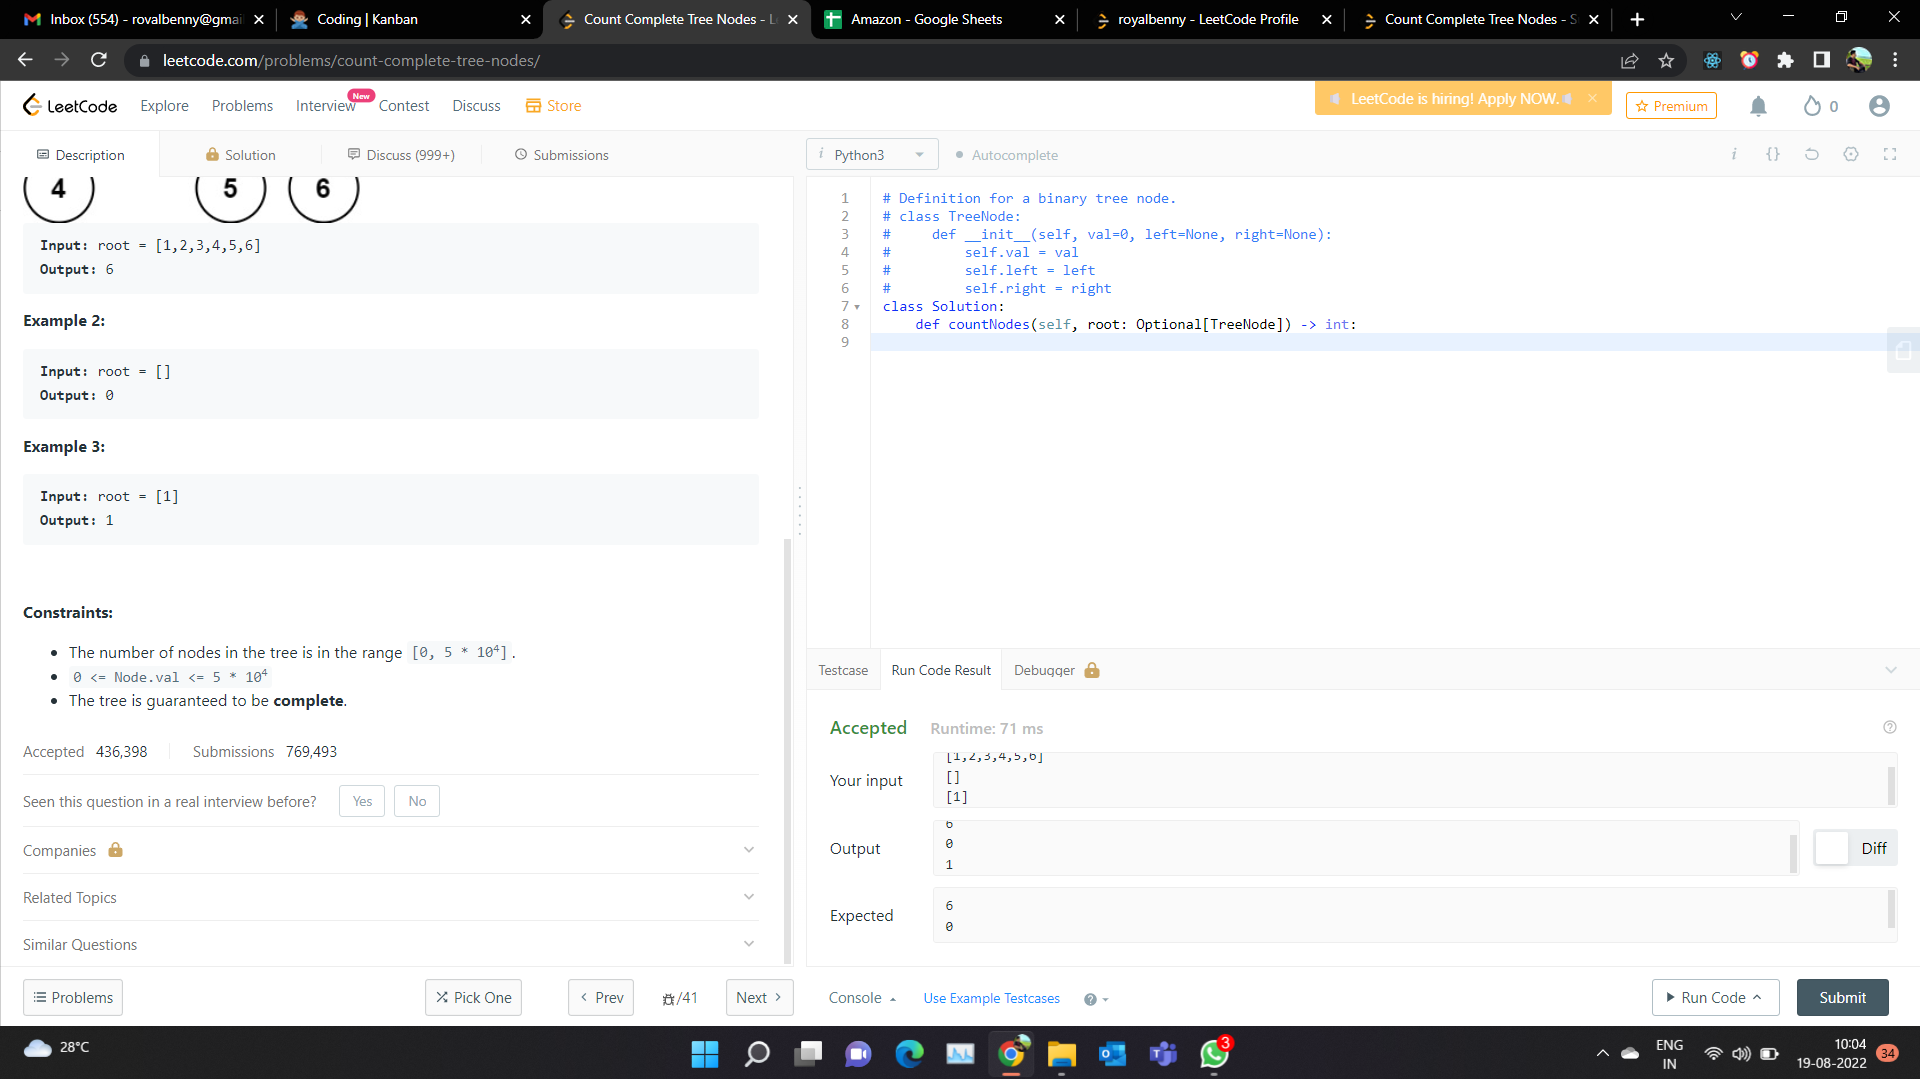 Inbox (554) - rovalbenny@gmai
Coding | Kanban
Count Complete Tree Nodes - L
Amazon - Google Sheets
royalbenny - LeetCode Profile
Count Complete Tree Nodes - S
leetcode.com/problems/count-complete-tree-nodes/
LeetCode
Explore
Problems
Interview
New
Contest
Discuss
Store
LeetCode is hiring! Apply NOW.
Premium
0
Description
Solution
Discuss (999+)
Submissions
i Python3
Autocomplete
i
{}
4
5
6
Input: root = [1,2,3,4,5,6]
Output: 6
Example 2:
Input: root = []
Output: 0
Example 3:
Input: root = [1]
Output: 1
Constraints:
The number of nodes in the tree is in the range [0, 5 * 10⁴].
0 <= Node.val <= 5 * 10⁴
The tree is guaranteed to be complete.
Accepted 436,398
Submissions 769,493
Seen this question in a real interview before?
Yes
No
Companies
Related Topics
Similar Questions
1 # Definition for a binary tree node.
2 # class TreeNode:
3 #     def __init__(self, val=0, left=None, right=None):
4 #         self.val = val
5 #         self.left = left
6 #         self.right = right
7 class Solution:
8     def countNodes(self, root: Optional[TreeNode]) -> int:
9
Testcase
Run Code Result
Debugger
Accepted
Runtime: 71 ms
Your input
[1,2,3,4,5,6]
[]
[1]
Output
6
0
1
Diff
Expected
6
0
Problems
Pick One
Prev
/41
Next
Console
Use Example Testcases
Run Code
Submit
28°C
3
ENG
IN
10:04
19-08-2022
34